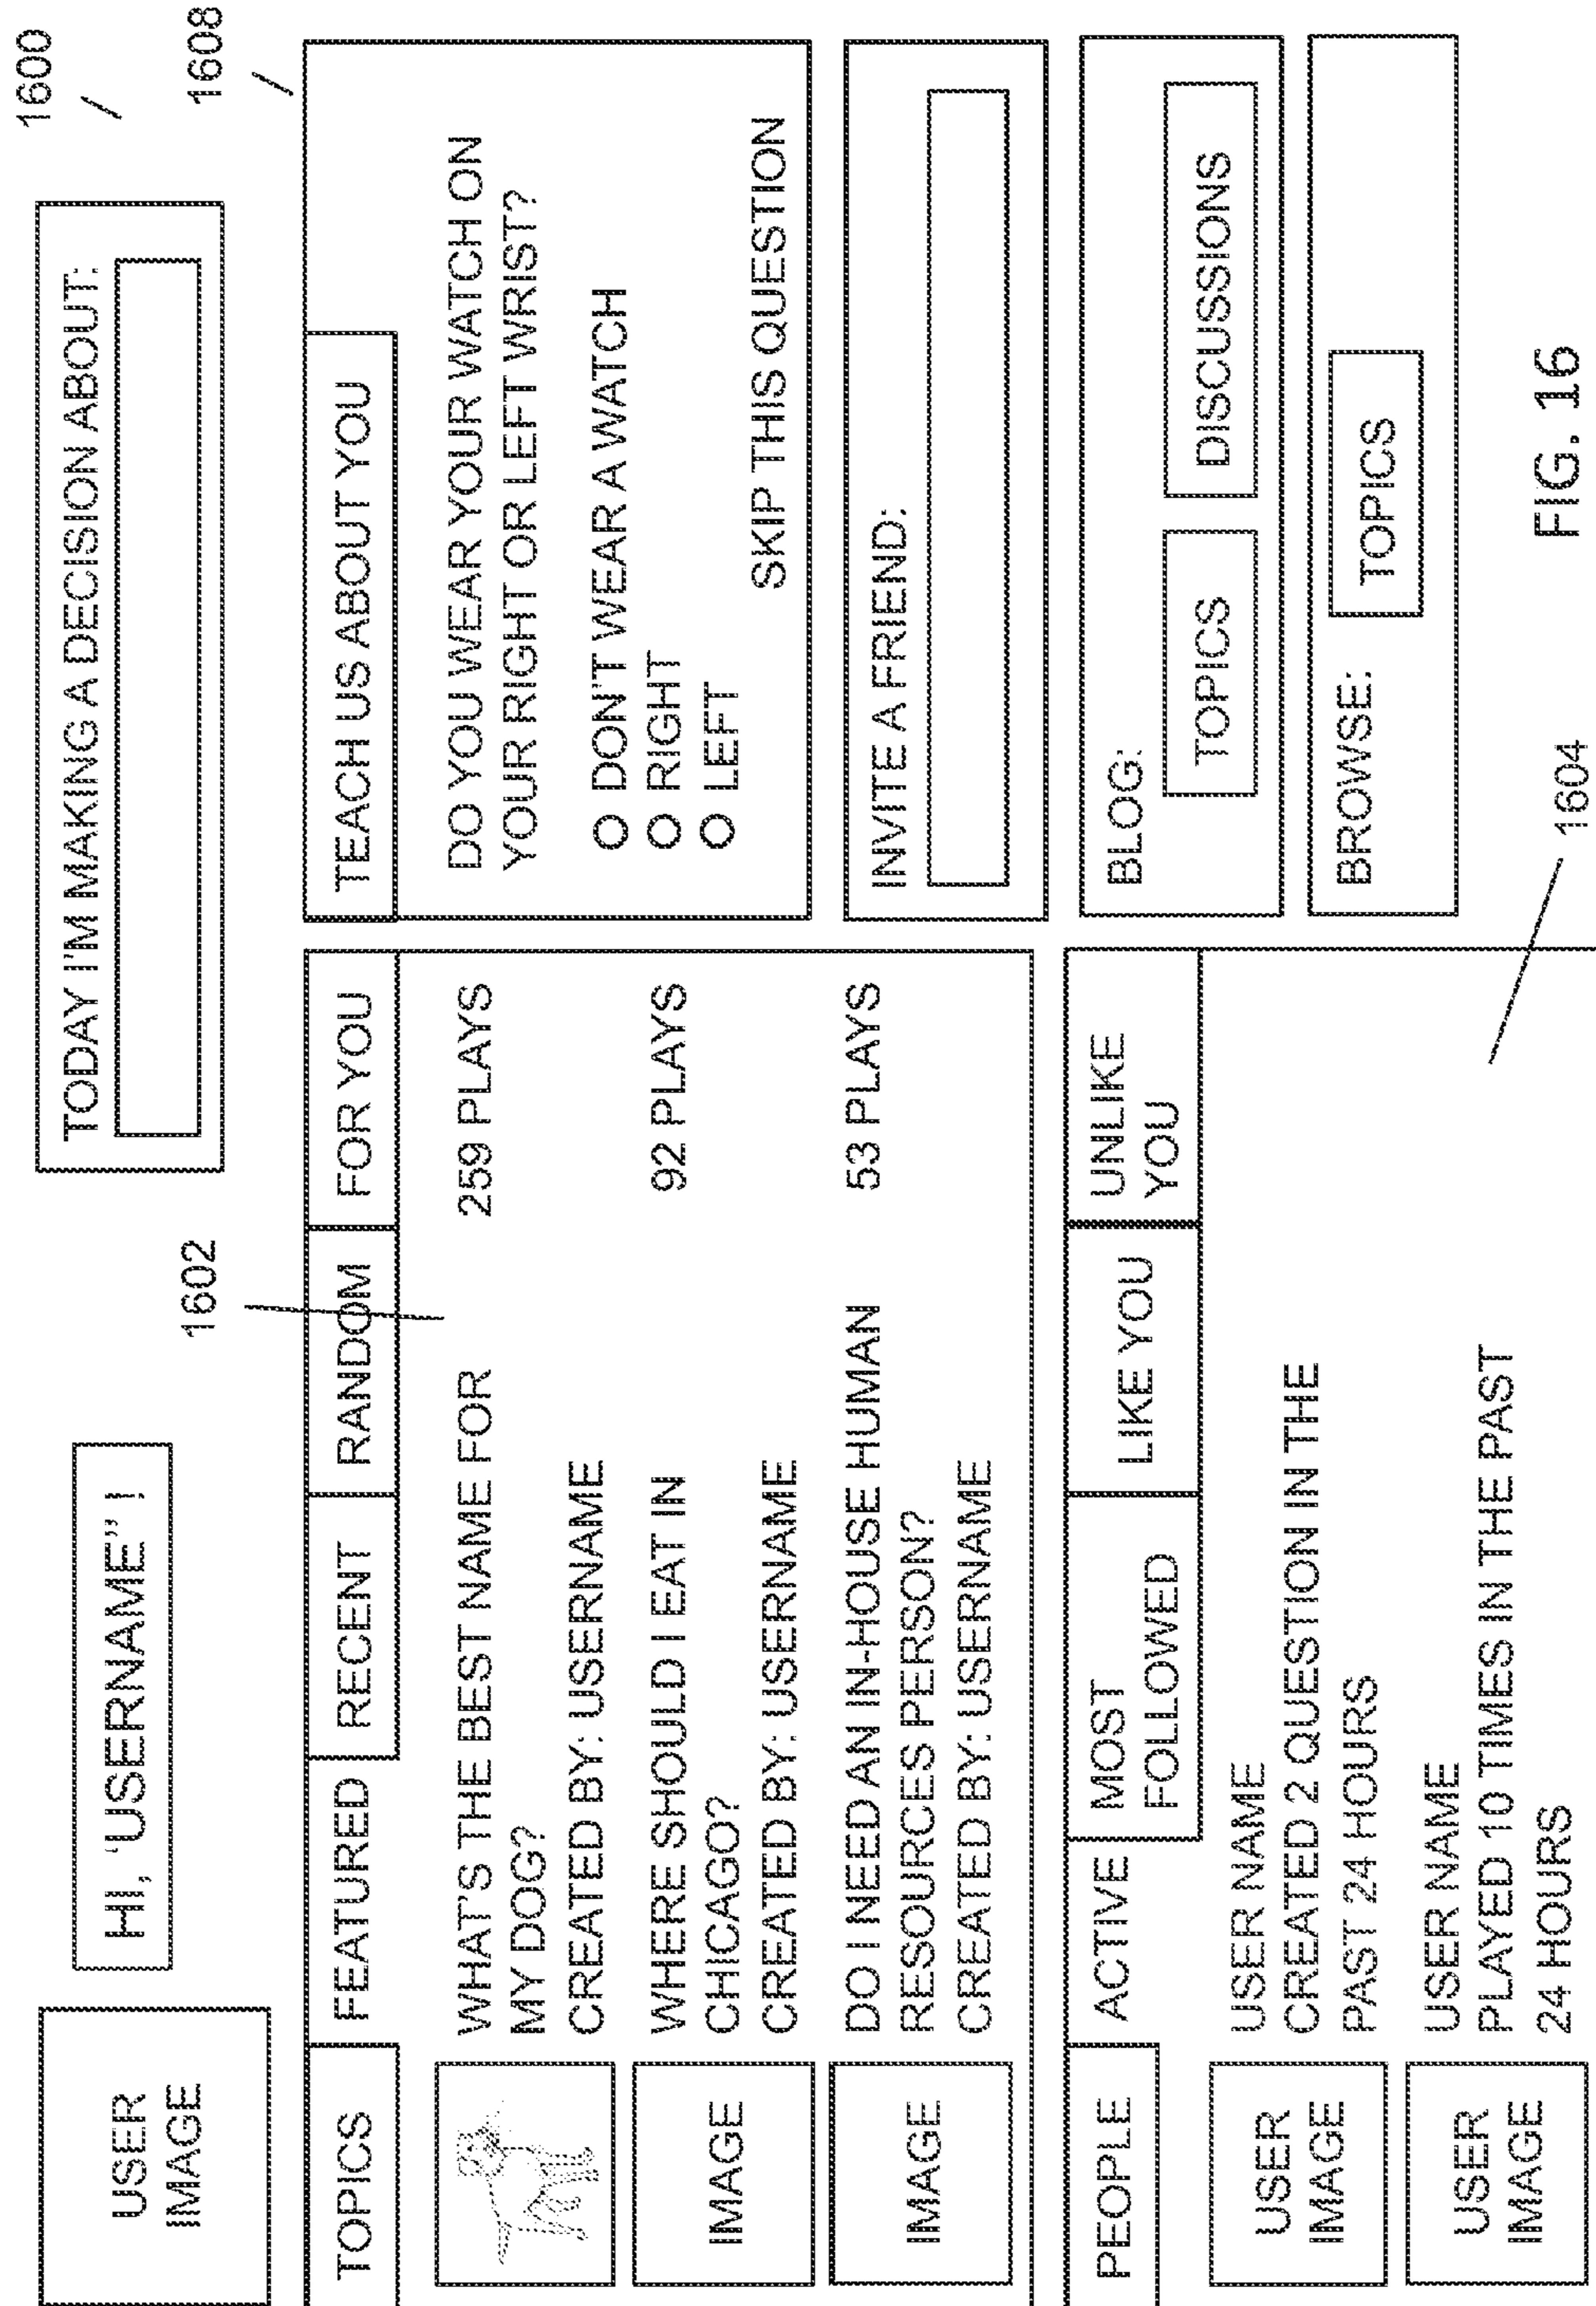 1600
USER
IMAGE
HI, "USERNAME" !
TODAY I'M MAKING A DECISION ABOUT:
1602
1608
TOPICS
FEATURED
RECENT
RANDOM
FOR YOU
WHAT'S THE BEST NAME FOR
MY DOG?
CREATED BY: USERNAME
259 PLAYS
IMAGE
WHERE SHOULD I EAT IN
CHICAGO?
CREATED BY: USERNAME
92 PLAYS
IMAGE
DO I NEED AN IN-HOUSE HUMAN
RESOURCES PERSON?
CREATED BY: USERNAME
53 PLAYS
TEACH US ABOUT YOU
DO YOU WEAR YOUR WATCH ON
YOUR RIGHT OR LEFT WRIST?
O DON'T WEAR A WATCH
O RIGHT
O LEFT
SKIP THIS QUESTION
INVITE A FRIEND:
PEOPLE
ACTIVE
MOST
FOLLOWED
LIKE YOU
UNLIKE
YOU
USER
IMAGE
USER NAME
CREATED 2 QUESTION IN THE
PAST 24 HOURS
USER
IMAGE
USER NAME
PLAYED 10 TIMES IN THE PAST
24 HOURS
BLOG:
TOPICS
DISCUSSIONS
BROWSE:
TOPICS
1604
FIG. 16